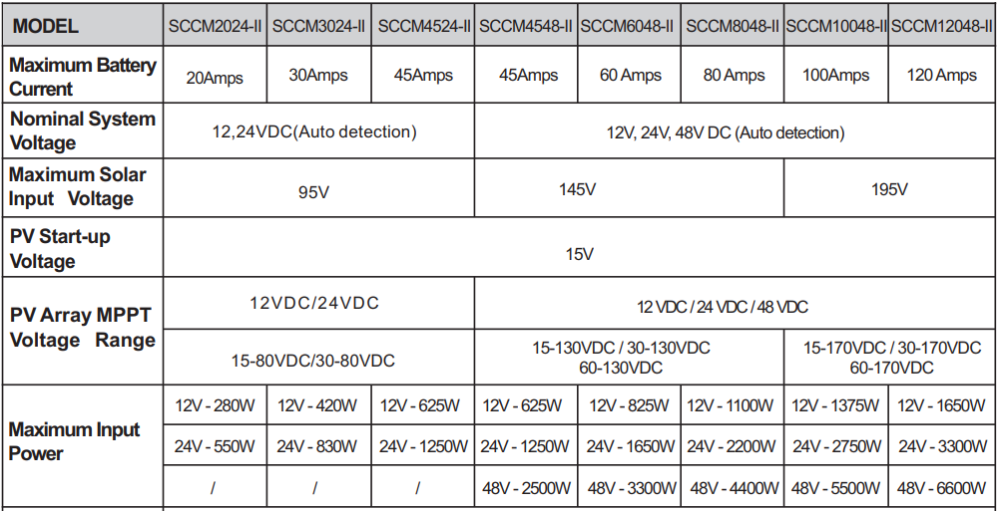 MODEL SCCM2024-II SCCM3024-II SCCM4524-II SCCM4548-II SCCM6048-II SCCM8048-II SCCM10048-II SCCM12048-II
Maximum Battery
Current
20Amps 30Amps 45Amps 45Amps 60 Amps 80 Amps 100Amps 120 Amps
Nominal System
Voltage
12,24VDC(Auto detection) 12V, 24V, 48V DC (Auto detection)
Maximum Solar
Input Voltage
95V 145V 195V
PV Start-up
Voltage
15V
PV Array MPPT
Voltage Range
12VDC/24VDC 12 VDC / 24 VDC / 48 VDC
15-80VDC/30-80VDC
15-130VDC / 30-130VDC
60-130VDC
15-170VDC / 30-170VDC
60-170VDC
Maximum Input
Power
12V - 280W 12V - 420W 12V - 625W 12V - 625W 12V - 825W 12V - 1100W 12V - 1375W 12V - 1650W
24V - 550W 24V - 830W 24V - 1250W 24V - 1250W 24V - 1650W 24V - 2200W 24V - 2750W 24V - 3300W
/ / / 48V - 2500W 48V - 3300W 48V - 4400W 48V - 5500W 48V - 6600W